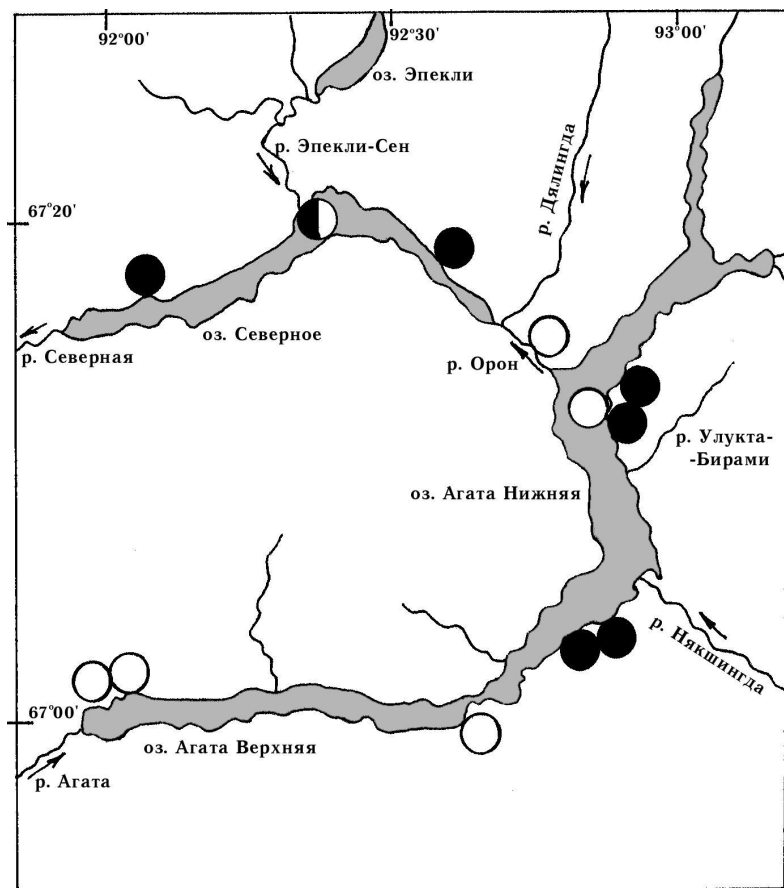 92°00'
92°30'
93°00'
оз. Эпекли
р. Эпекли-Сен
р. Дялингда
67°20'
оз. Северное
р. Северная
р. Орон
р. Улукта-
-Бирами
оз. Агата Нижняя
р. Някшингда
67°00'
оз. Агата Верхняя
р. Агата